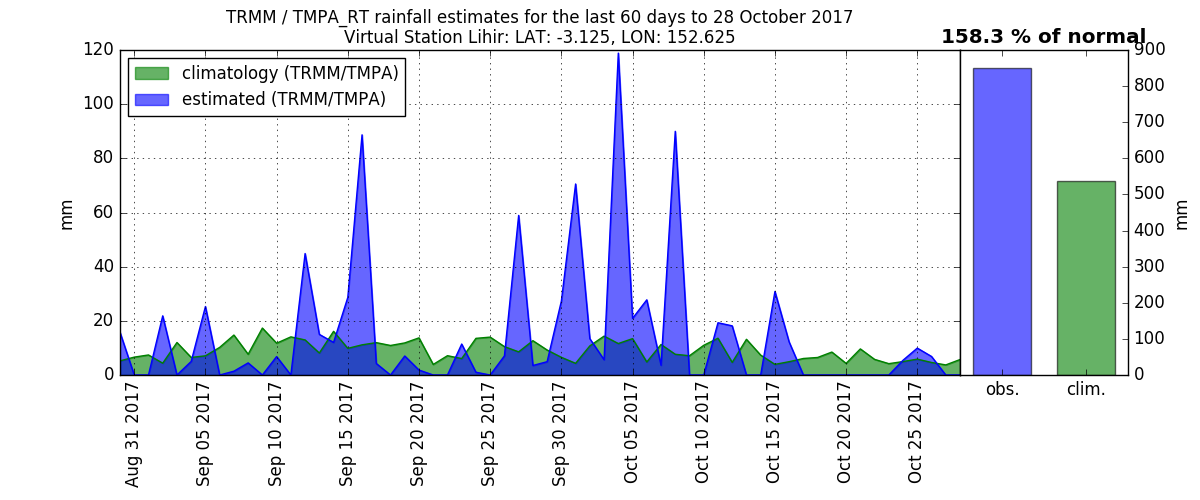 TRMM / TMPA_RT rainfall estimates for the last 60 days to 28 October 2017
Virtual Station Lihir: LAT: -3.125, LON: 152.625
158.3 % of normal
climatology (TRMM/TMPA)
estimated (TRMM/TMPA)
mm
120
100
80
60
40
20
0
Aug 31 2017
Sep 05 2017
Sep 10 2017
Sep 15 2017
Sep 20 2017
Sep 25 2017
Sep 30 2017
Oct 05 2017
Oct 10 2017
Oct 15 2017
Oct 20 2017
Oct 25 2017
obs.
clim.
900
800
700
600
500
400
300
200
100
0
mm